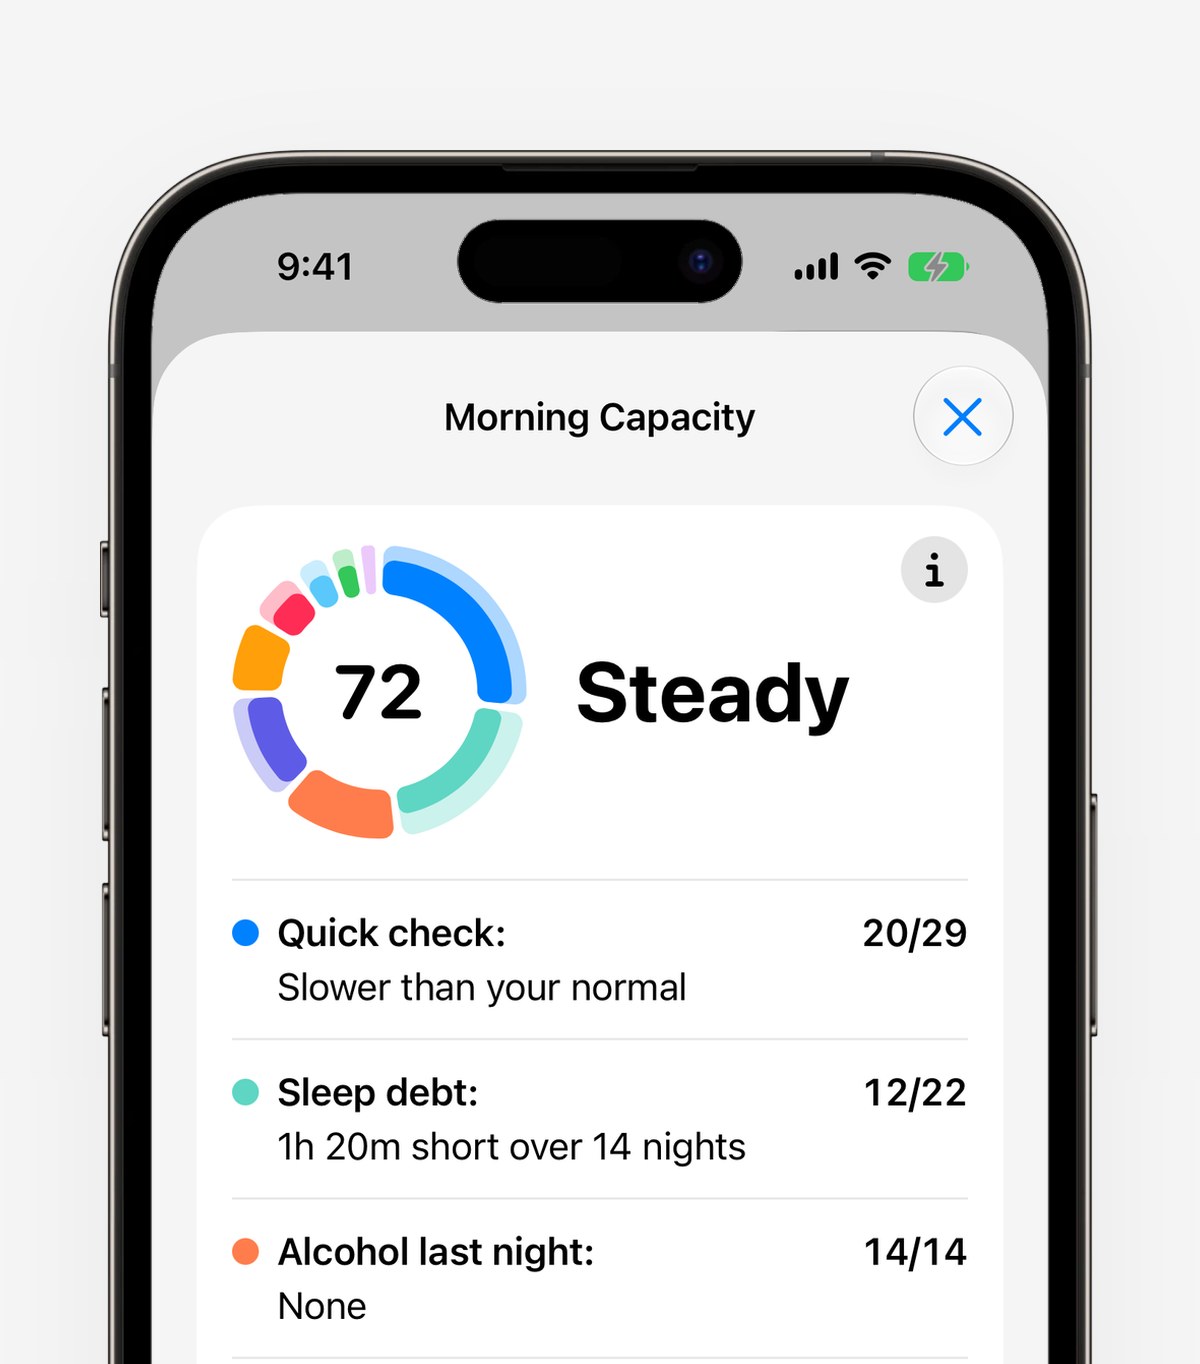 9:41
Morning Capacity
i
72
Steady
Quick check: 20/29
Slower than your normal
Sleep debt: 12/22
1h 20m short over 14 nights
Alcohol last night: 14/14
None